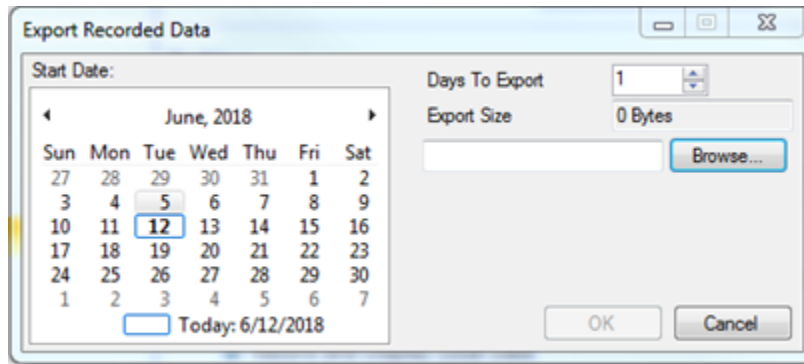 Export Recorded Data
Start Date:
June, 2018
Sun Mon Tue Wed Thu Fri Sat
27 28 29 30 31 1 2
3 4 5 6 7 8 9
10 11 12 13 14 15 16
17 18 19 20 21 22 23
24 25 26 27 28 29 30
1 2 3 4 5 6 7
Today: 6/12/2018
Days To Export 1
Export Size 0 Bytes
Browse...
OK Cancel